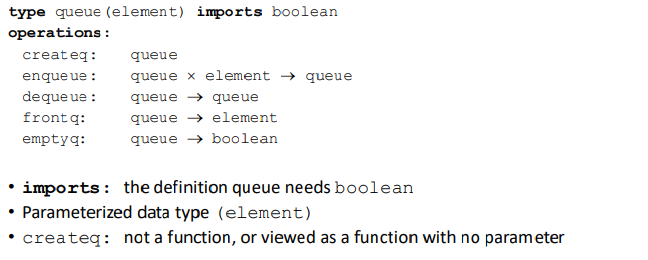 type queue(element) imports boolean
operations:
createq: queue
enqueue: queue × element → queue
dequeue: queue → queue
frontq: queue → element
emptyq: queue → boolean
• imports: the definition queue needs boolean
• Parameterized data type (element)
• createq: not a function, or viewed as a function with no parameter